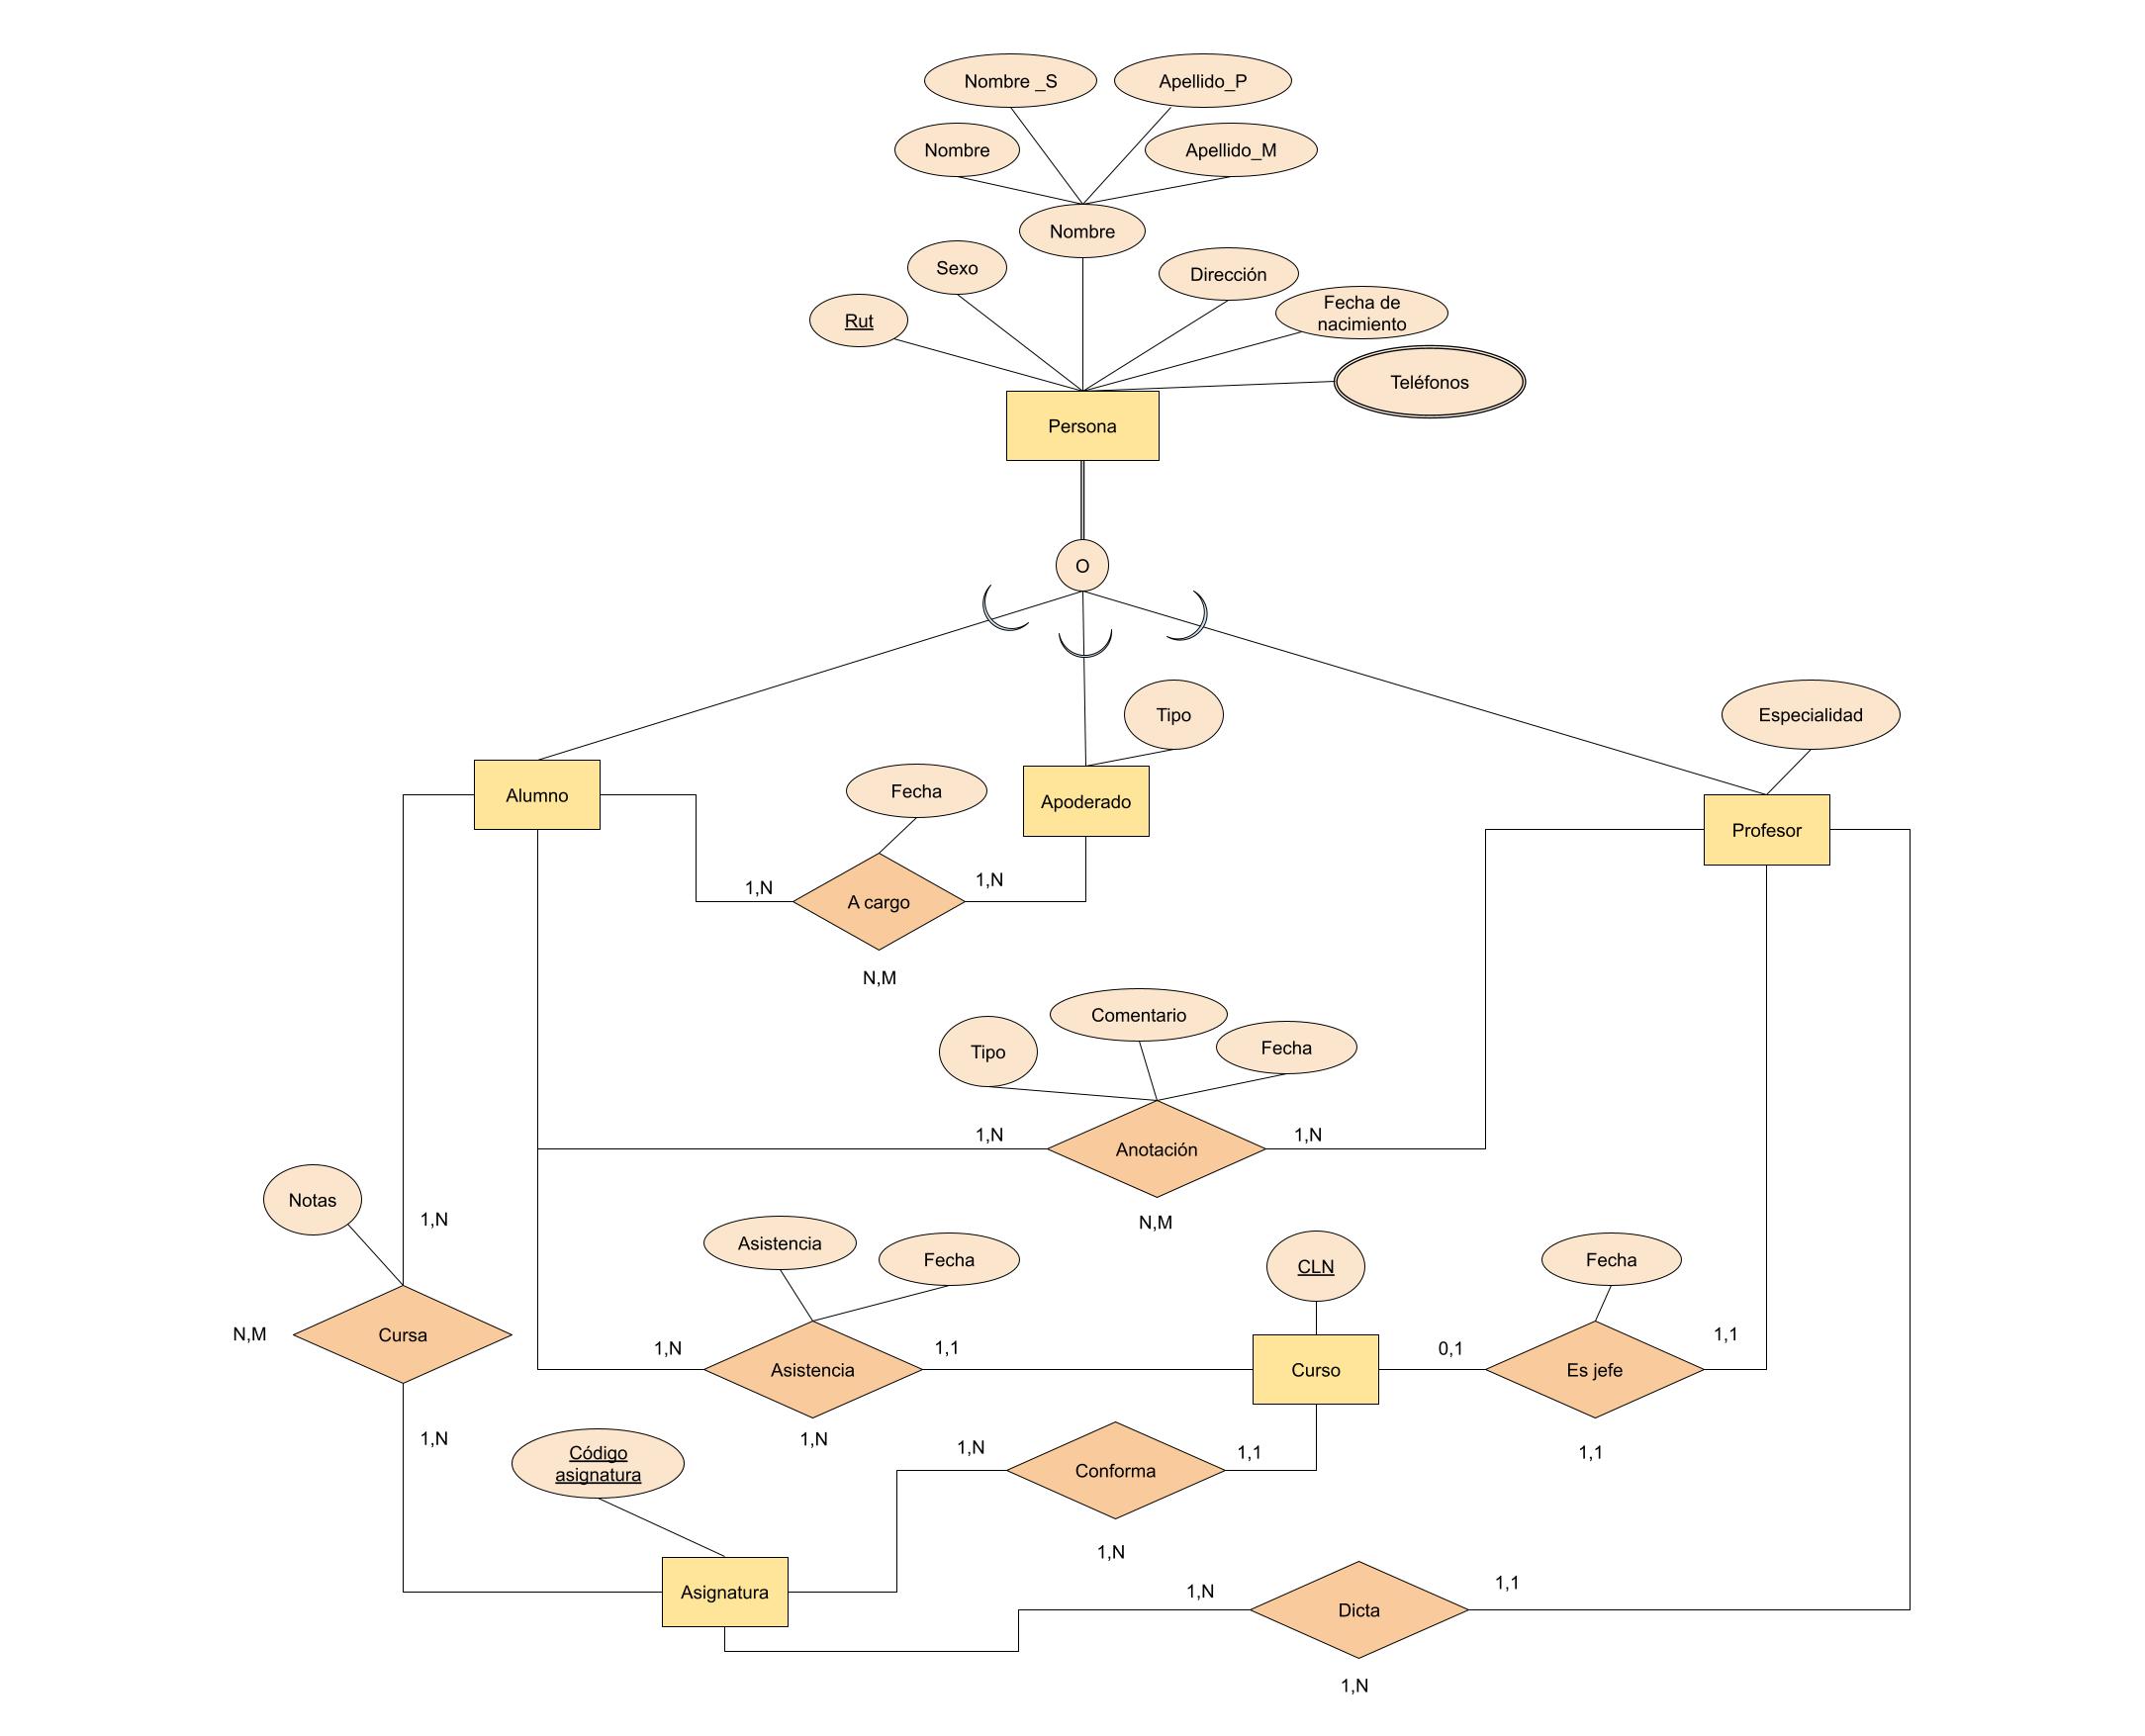 Nombre _S
Apellido_P
Nombre
Apellido_M
Nombre
Sexo
Dirección
Rut
Fecha de
nacimiento
Teléfonos
Persona
O
Tipo
Especialidad
Alumno
Fecha
Apoderado
Profesor
1,N
1,N
A cargo
N,M
Comentario
Tipo
Fecha
1,N
1,N
Anotación
Notas
1,N
N,M
Asistencia
Fecha
CLN
Fecha
N,M
Cursa
1,N
1,1
0,1
1,1
Asistencia
Curso
Es jefe
1,N
1,N
Código
asignatura
1,N
1,1
1,1
Conforma
1,N
Asignatura
1,N
1,1
Dicta
1,N